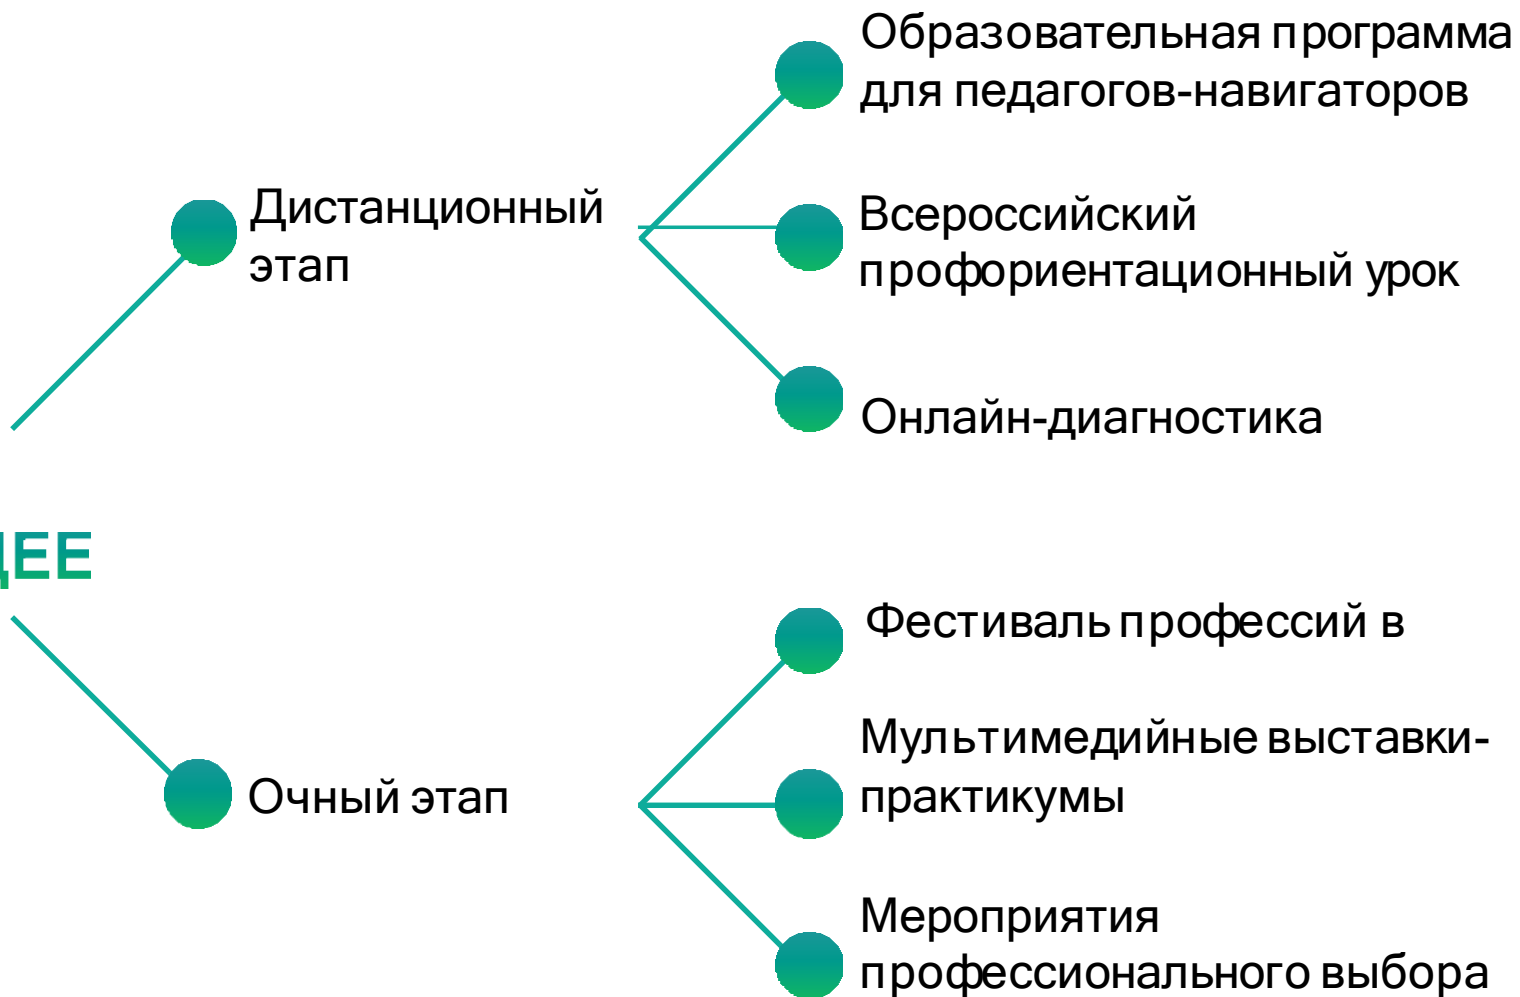 Образовательная программа
для педагогов-навигаторов
Дистанционный
этап
Всероссийский
профориентационный урок
Онлайн-диагностика
ЩЕЕ
Фестиваль профессий в
Мультимедийные выставки-
практикумы
Очный этап
Мероприятия
профессионального выбора